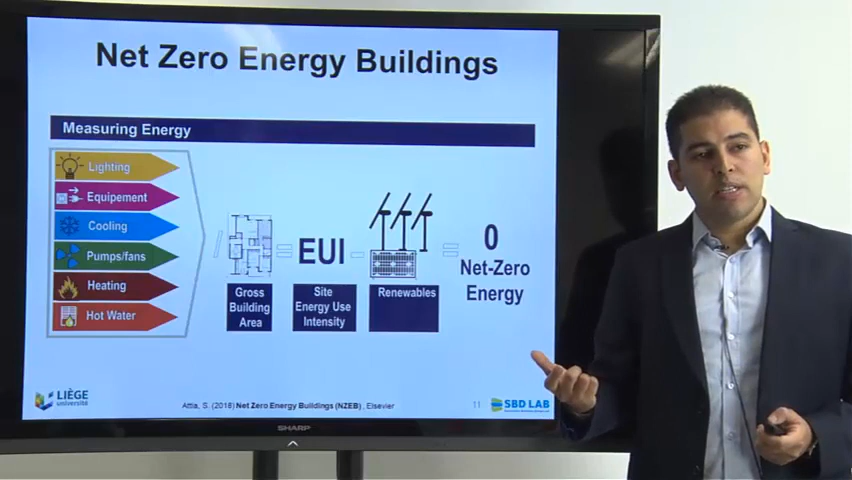 Net Zero Energy Buildings
Measuring Energy
Lighting
Equipement
Cooling
Pumps/fans
Heating
Hot Water
/
=
EUI
-
=
0
Net-Zero
Energy
Gross
Building
Area
Site
Energy Use
Intensity
Renewables
LIÈGE
université
Attia, S. (2018) Net Zero Energy Buildings (NZEB), Elsevier
11
SBD LAB
SHARP